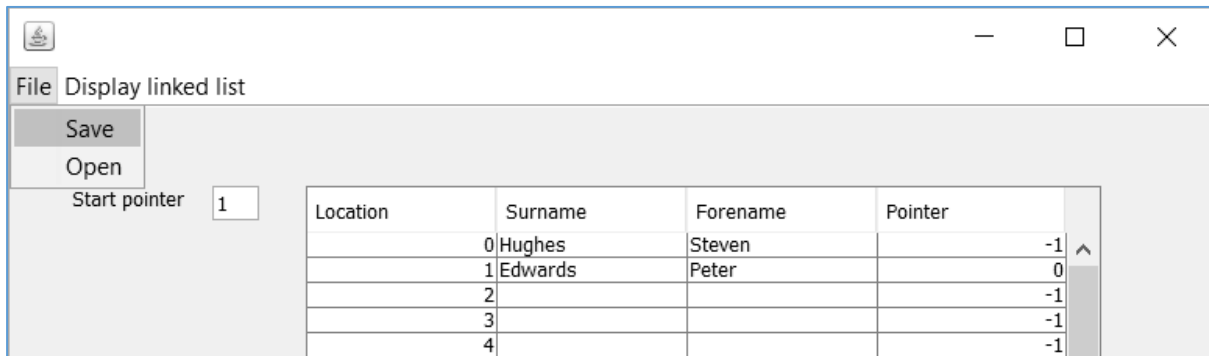 File Display linked list
Save
Open
Start pointer 1
Location Surname Forename Pointer
0 Hughes Steven -1
1 Edwards Peter 0
2 -1
3 -1
4 -1